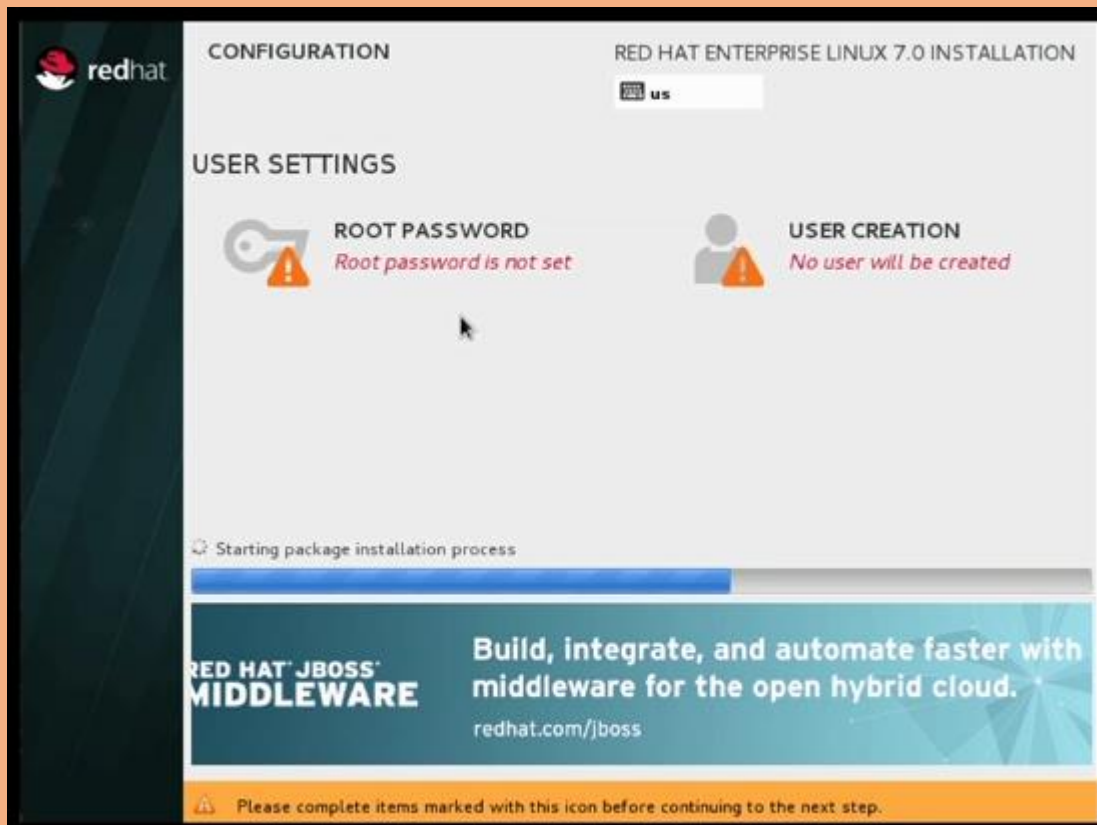 redhat
CONFIGURATION
RED HAT ENTERPRISE LINUX 7.0 INSTALLATION
us
USER SETTINGS
ROOT PASSWORD
Root password is not set
USER CREATION
No user will be created
Starting package installation process
RED HAT® JBOSS®
MIDDLEWARE
Build, integrate, and automate faster with
middleware for the open hybrid cloud.
redhat.com/jboss
Please complete items marked with this icon before continuing to the next step.